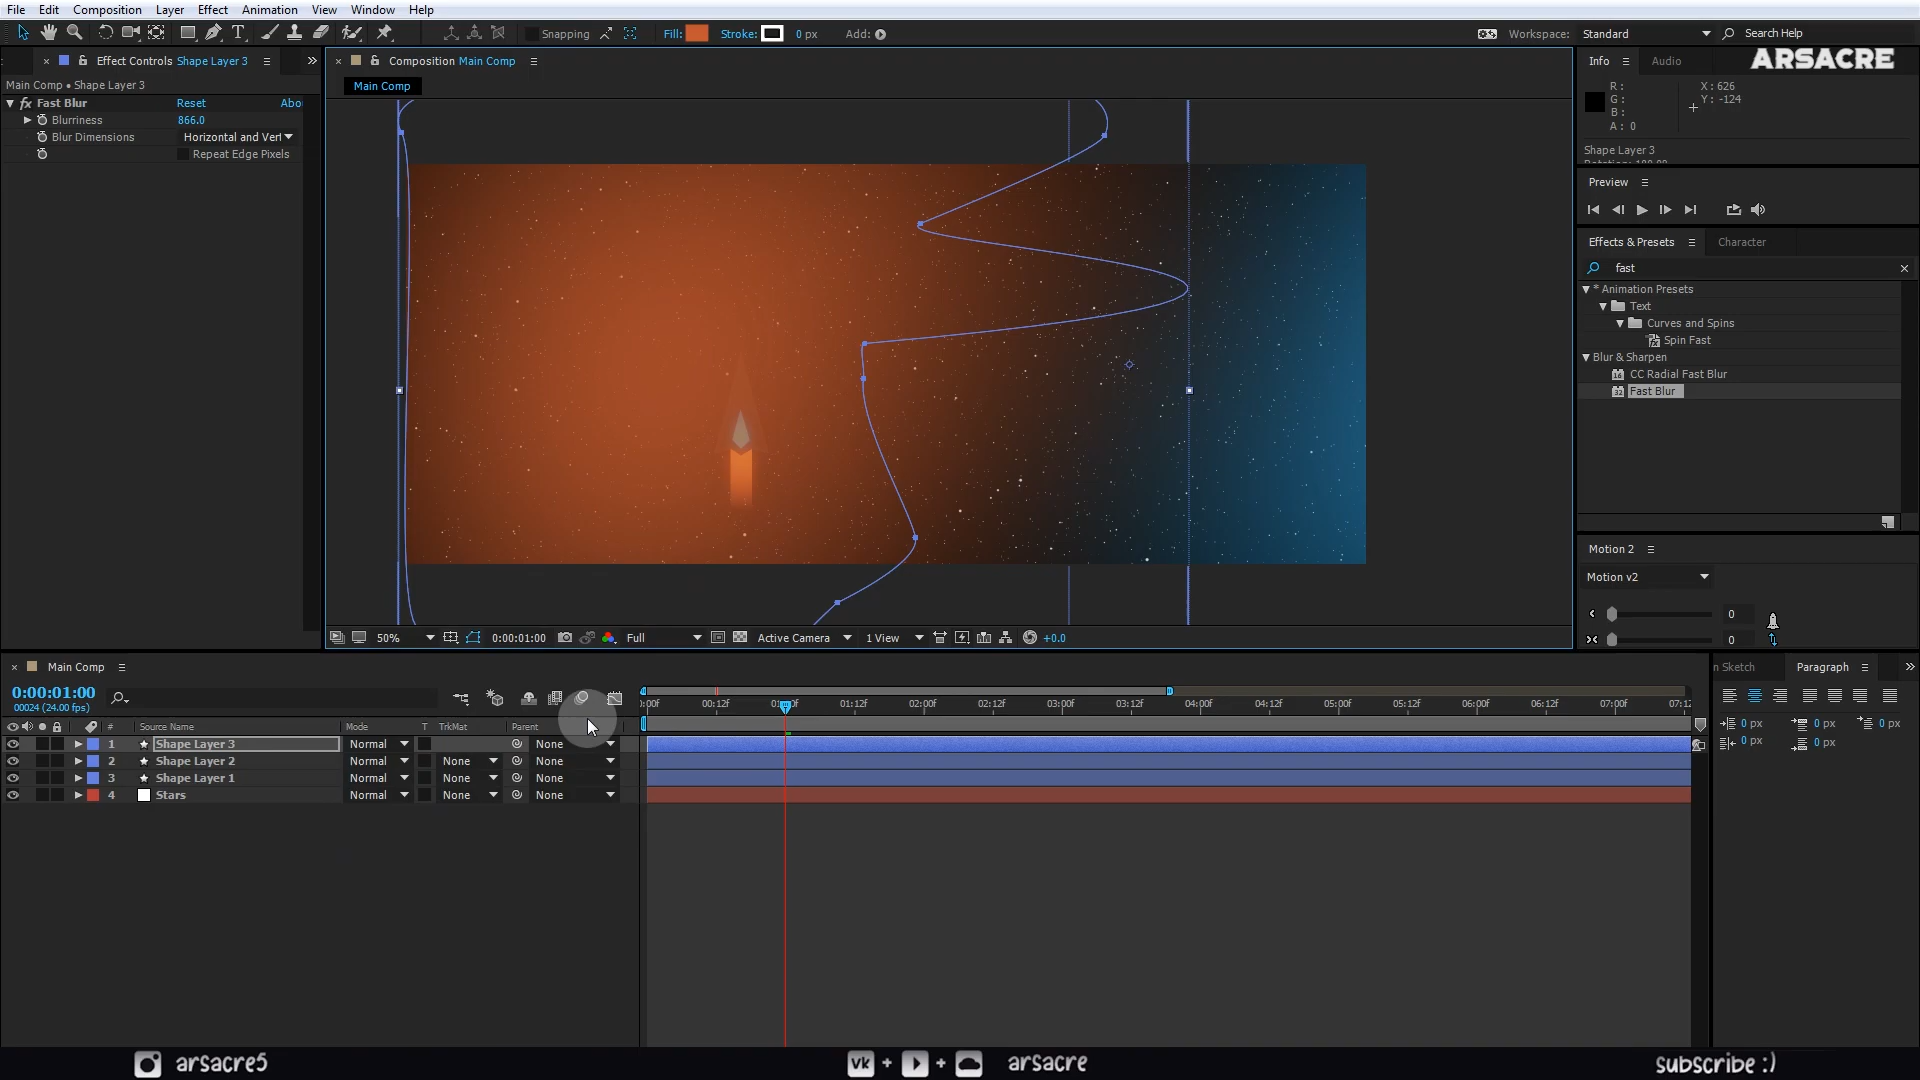 File Edit Composition Layer Effect Animation View Window Help
Snapping Fill: Stroke: 0 px Add: Workspace: Standard Search Help
Effect Controls Shape Layer 3
Composition Main Comp
Info Audio ARSACRE
Main Comp • Shape Layer 3
Main Comp
fx Fast Blur Reset Abo
Blurriness 866.0
Blur Dimensions Horizontal and Vert
Repeat Edge Pixels
R: X: 626
G: Y: -124
B:
A: 0
Shape Layer 3
Preview
Effects & Presets Character
fast
* Animation Presets
Text
Curves and Spins
Spin Fast
Blur & Sharpen
CC Radial Fast Blur
Fast Blur
Motion 2
Motion v2
0
0
50% 0:00:01:00 Full Active Camera 1 View +0.0
Main Comp
n Sketch Paragraph
0:00:01:00
00024 (24.00 fps)
:00f 00:12f 01:00f 01:12f 02:00f 02:12f 03:00f 03:12f 04:00f 04:12f 05:00f 05:12f 06:00f 06:12f 07:00f 07:12
0 px 0 px 0 px
0 px 0 px
# Source Name Mode T TrkMat Parent
1 Shape Layer 3 Normal None
2 Shape Layer 2 Normal None None
3 Shape Layer 1 Normal None None
4 Stars Normal None None
arsacre5 vk + + arsacre subscribe :)